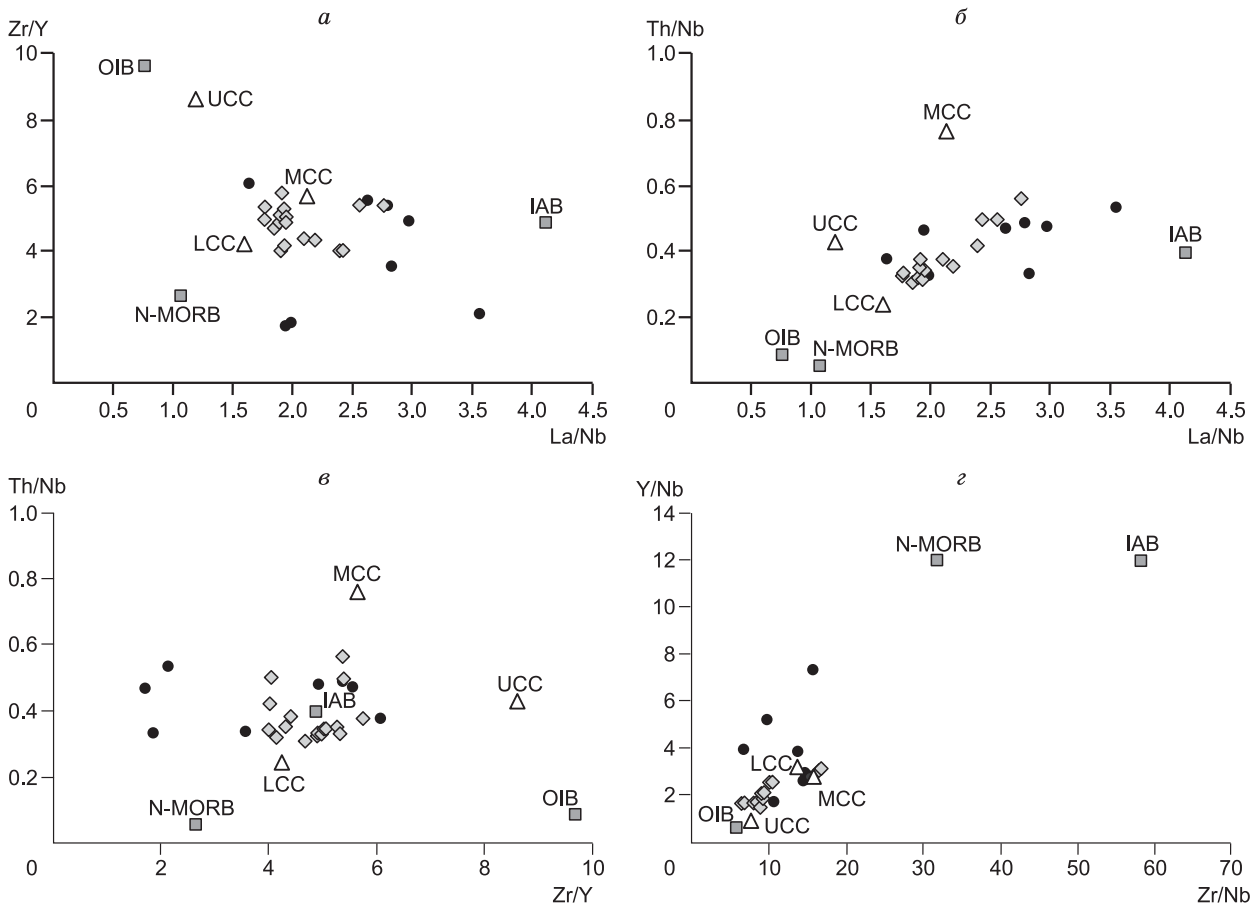 а
Zr/Y
10
OIB
UCC
8
6
MCC
IAB
LCC
4
N-MORB
2
0
0.5 1.0 1.5 2.0 2.5 3.0 3.5 4.0 4.5
La/Nb
б
Th/Nb
1.0
MCC
0.8
0.6
UCC
IAB
0.4
LCC
0.2
OIB
N-MORB
0
0.5 1.0 1.5 2.0 2.5 3.0 3.5 4.0 4.5
La/Nb
в
Th/Nb
1.0
MCC
0.8
0.6
UCC
IAB
0.4
LCC
0.2
N-MORB
OIB
0
2 4 6 8 10
Zr/Y
г
Y/Nb
14
N-MORB
IAB
12
10
8
6
4
LCC
MCC
2
OIB
UCC
0
10 20 30 40 50 60 70
Zr/Nb